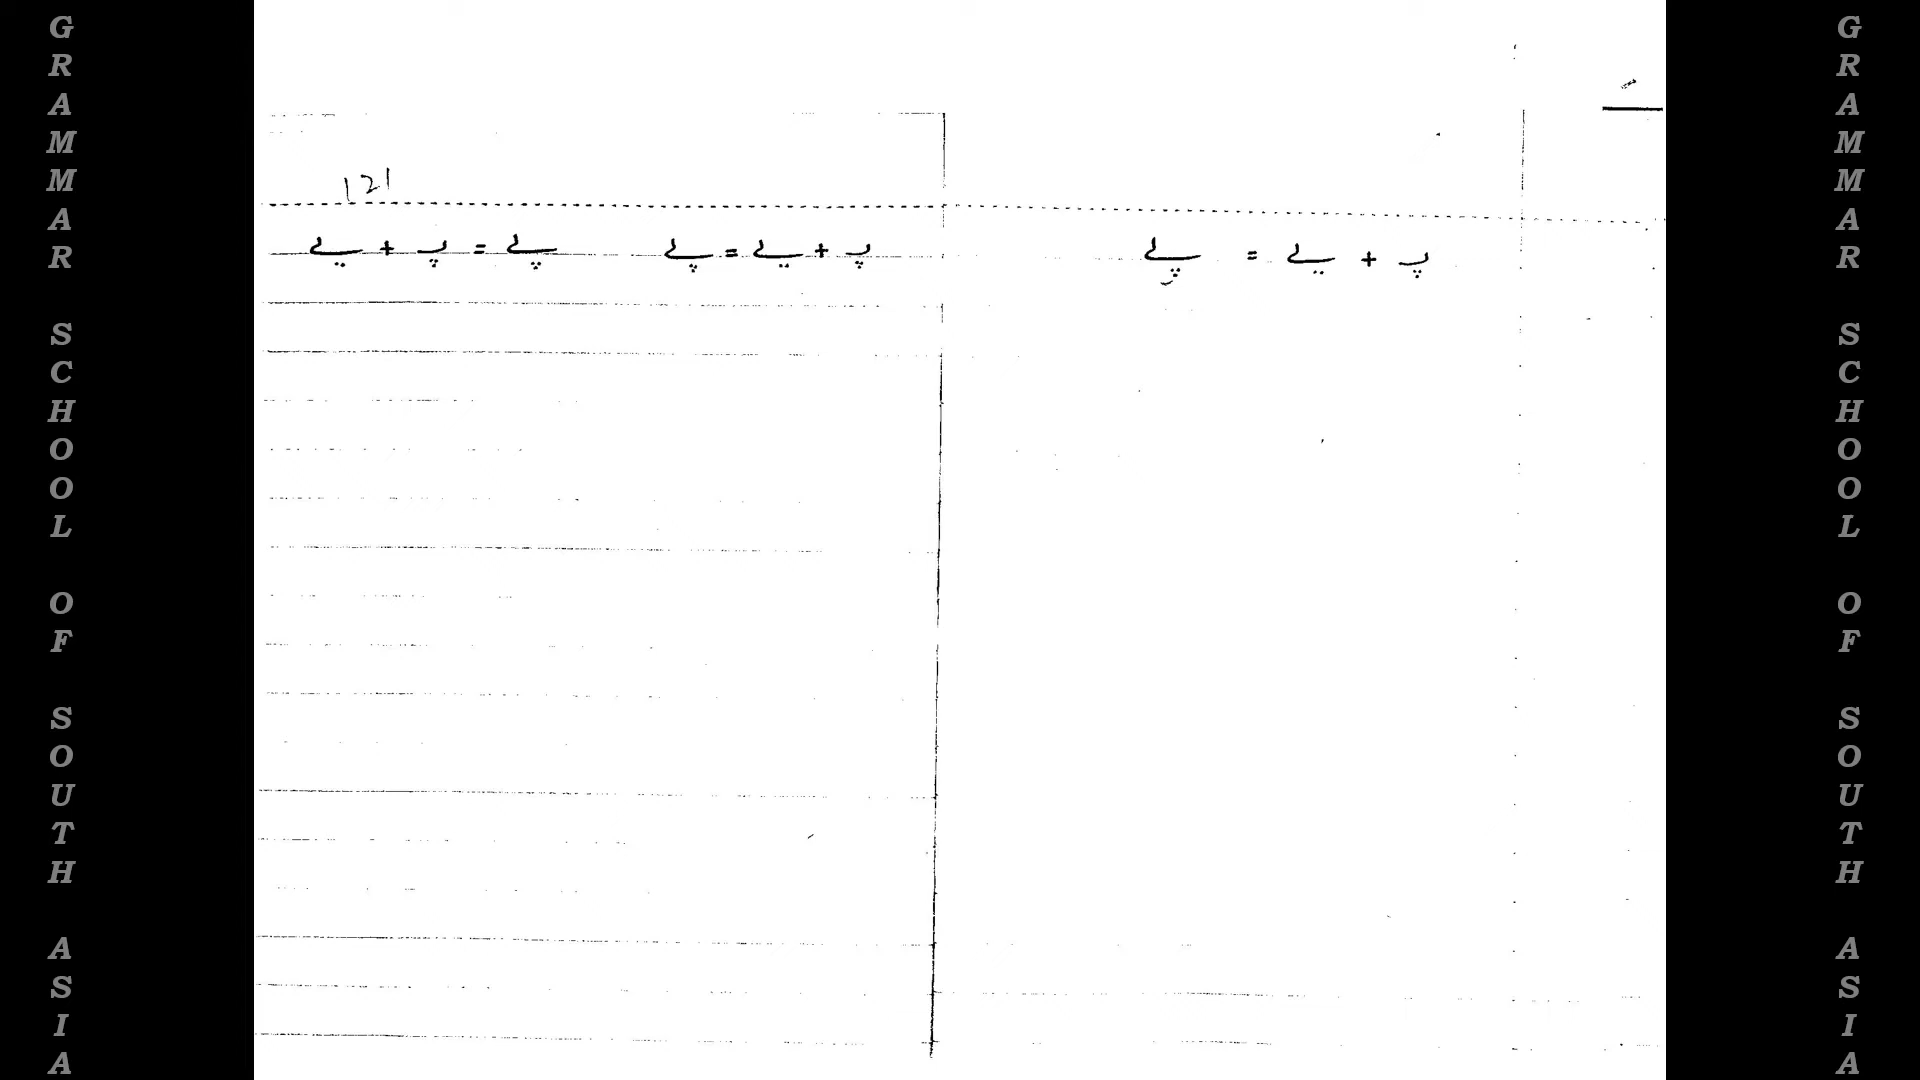 GRAMMAR SCHOOL OF SOUTH ASIA
121
پ + یے = پے
پ + یے = پے
یے + پ = پے
GRAMMAR SCHOOL OF SOUTH ASIA